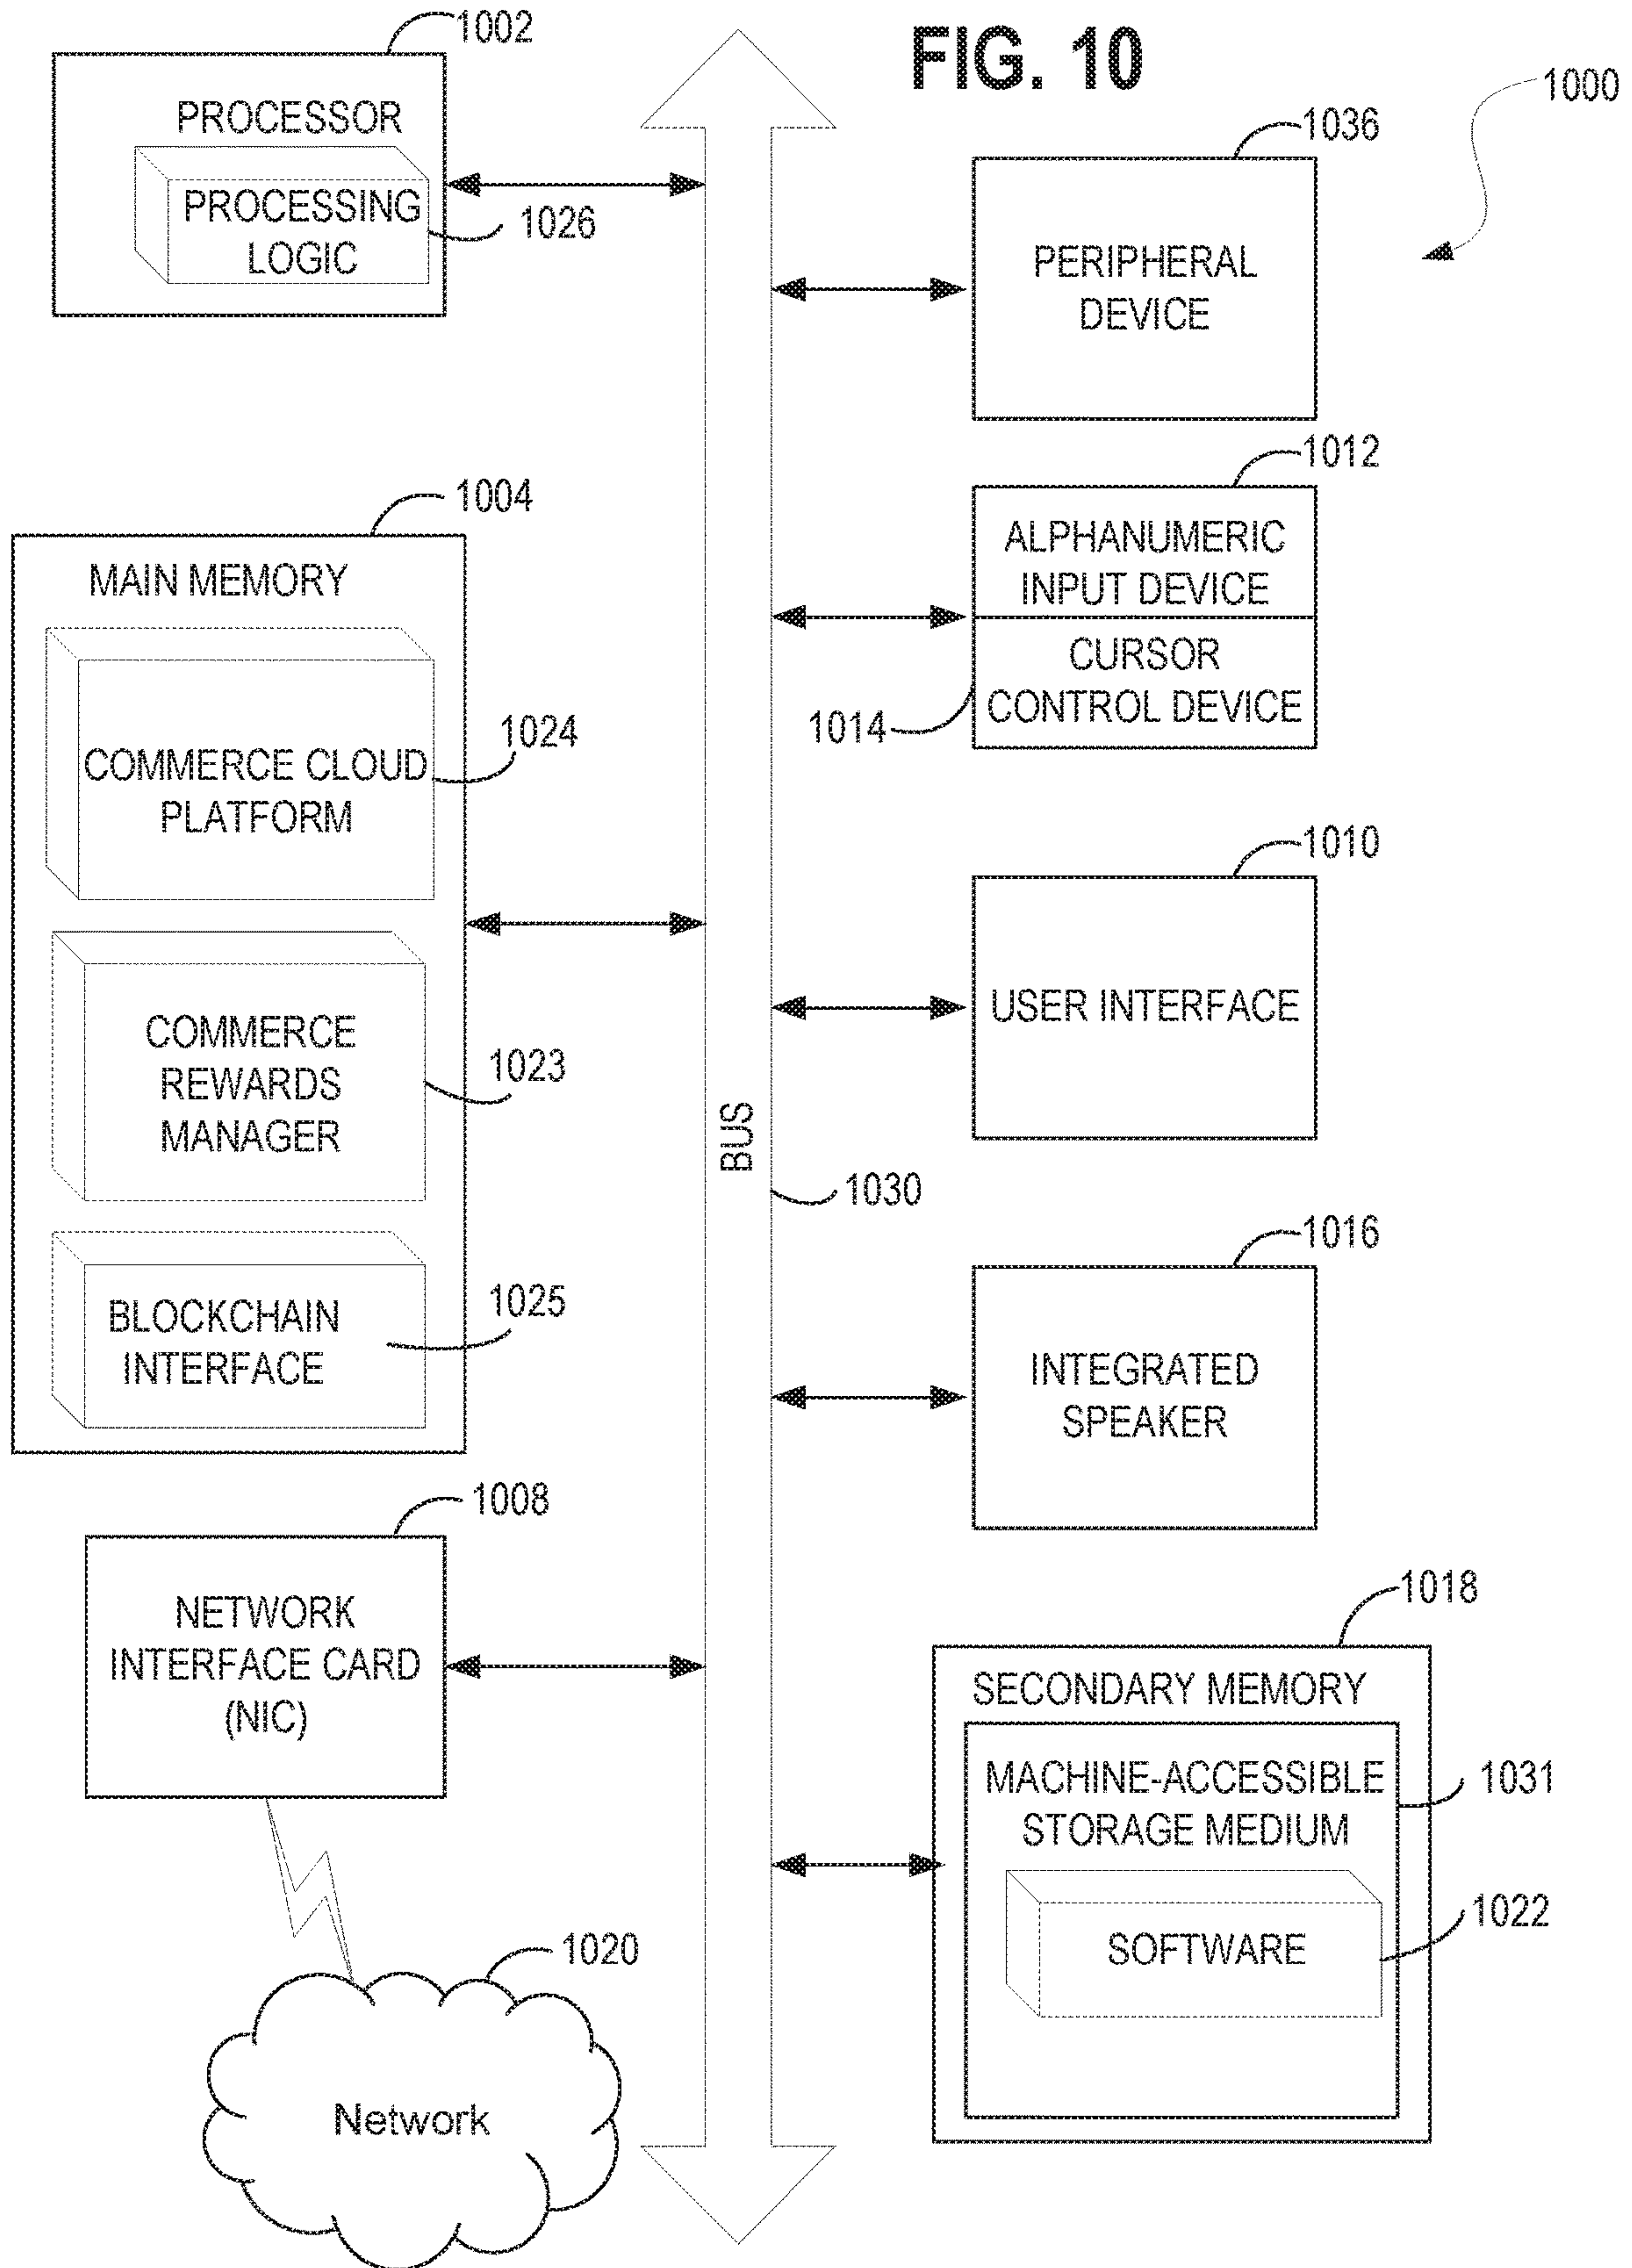 FIG. 10
1000
1002
PROCESSOR
PROCESSING
LOGIC
1026
1004
MAIN MEMORY
COMMERCE CLOUD
PLATFORM
1024
COMMERCE
REWARDS
MANAGER
1023
BLOCKCHAIN
INTERFACE
1025
1008
NETWORK
INTERFACE CARD
(NIC)
1020
Network
BUS
1030
1036
PERIPHERAL
DEVICE
1012
ALPHANUMERIC
INPUT DEVICE
CURSOR
CONTROL DEVICE
1014
1010
USER INTERFACE
1016
INTEGRATED
SPEAKER
1018
SECONDARY MEMORY
MACHINE-ACCESSIBLE
STORAGE MEDIUM
1031
SOFTWARE
1022